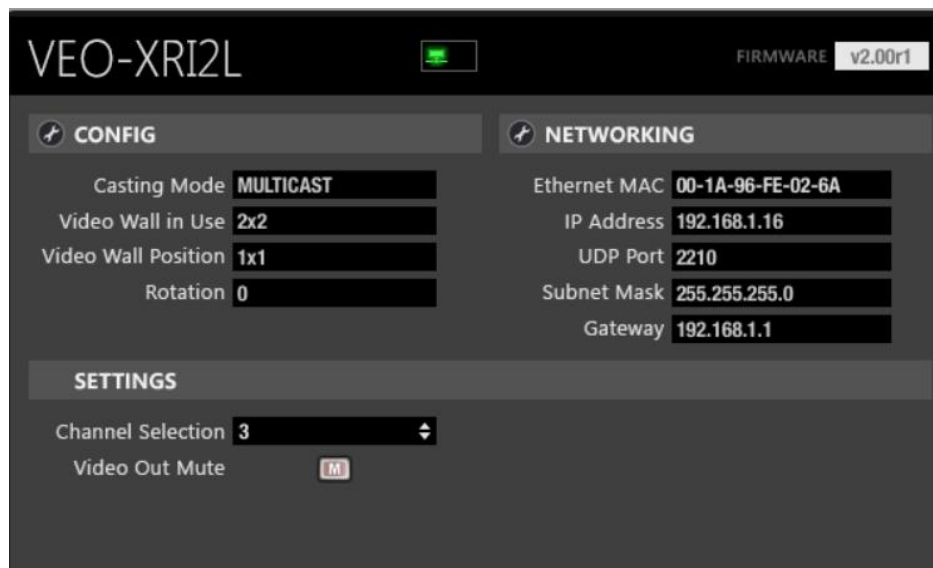 VEO-XRI2L
FIRMWARE v2.00r1
CONFIG
Casting Mode MULTICAST
Video Wall in Use 2x2
Video Wall Position 1x1
Rotation 0
NETWORKING
Ethernet MAC 00-1A-96-FE-02-6A
IP Address 192.168.1.16
UDP Port 2210
Subnet Mask 255.255.255.0
Gateway 192.168.1.1
SETTINGS
Channel Selection 3
Video Out Mute M